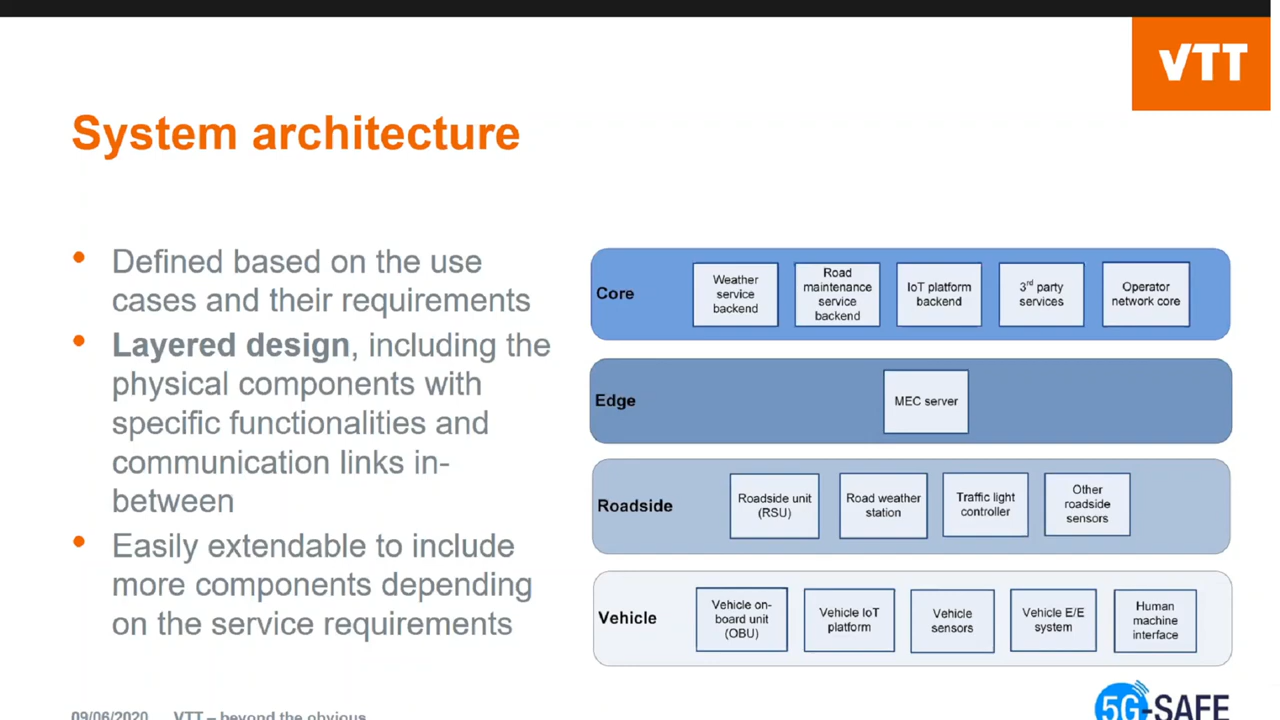 VTT
System architecture
• Defined based on the use
cases and their requirements
• Layered design, including the
physical components with
specific functionalities and
communication links in-
between
• Easily extendable to include
more components depending
on the service requirements
Core
Weather
service
backend
Road
maintenance
service
backend
IoT platform
backend
3rd party
services
Operator
network core
Edge
MEC server
Roadside
Roadside unit
(RSU)
Road weather
station
Traffic light
controller
Other
roadside
sensors
Vehicle
Vehicle on-
board unit
(OBU)
Vehicle IoT
platform
Vehicle
sensors
Vehicle E/E
system
Human
machine
interface
09/06/2020 VTT – beyond the obvious
5G-SAFE